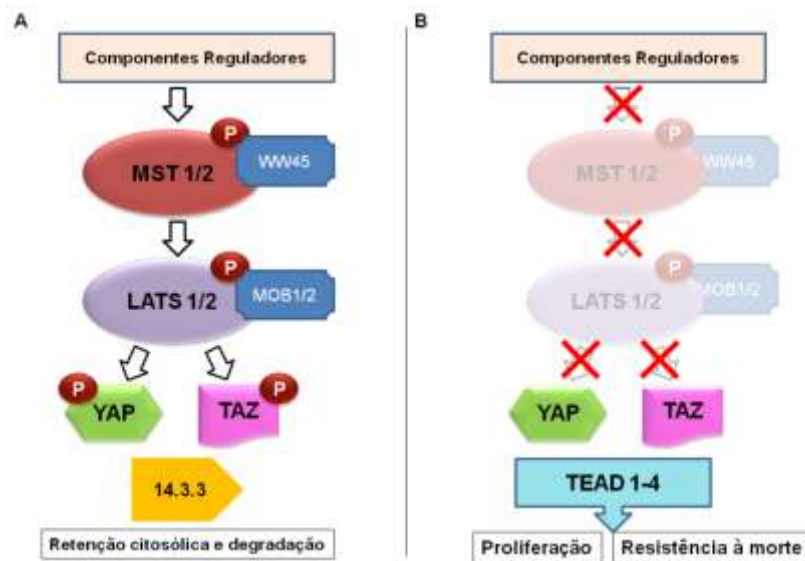 A
Componentes Reguladores
P
MST 1/2
WW45
P
LATS 1/2
MOB1/2
P
YAP
TAZ
P
14.3.3
Retenção citosólica e degradação
B
Componentes Reguladores
P
MST 1/2
WW45
P
LATS 1/2
MOB1/2
YAP
TAZ
TEAD 1-4
Proliferação
Resistência à morte